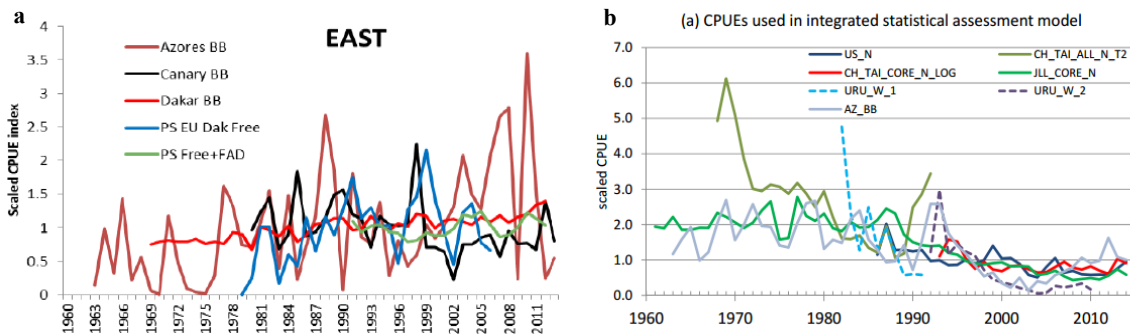 a
EAST
Scaled CPUE index
4
3.5
3
2.5
2
1.5
1
0.5
0
Azores BB
Canary BB
Dakar BB
PS EU Dak Free
PS Free+FAD
1960 1963 1966 1969 1972 1975 1978 1981 1984 1987 1990 1993 1996 1999 2002 2005 2008 2011
b
(a) CPUEs used in integrated statistical assessment model
scaled CPUE
7.0
6.0
5.0
4.0
3.0
2.0
1.0
0.0
US_N CH_TAI_ALL_N_T2
CH_TAI_CORE_N_LOG JLL_CORE_N
URU_W_1 URU_W_2
AZ_BB
1960 1970 1980 1990 2000 2010